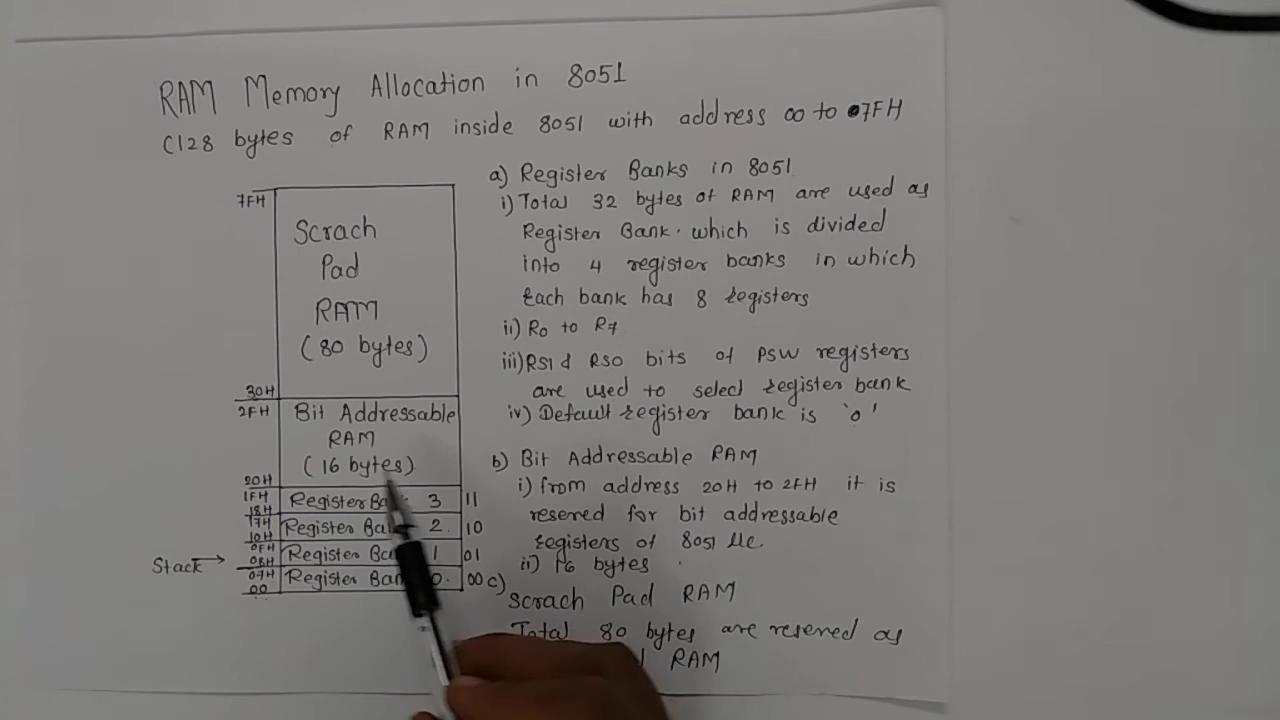 RAM Memory Allocation in 8051
(128 bytes of RAM inside 8051 with address 00 to 07FH
7FH
Scrach
Pad
RAM
(80 bytes)
30H
2FH
Bit Addressable
RAM
(16 bytes)
20H
1FH
Register 3 11
18H
17H
Register 2. 10
10H
0FH
Register 1 01
Stack →
08H
07H
Register 0. 00
00
a) Register Banks in 8051
i) Total 32 bytes of RAM are used as
Register Bank. which is divided
into 4 register banks in which
Each bank has 8 registers
ii) R0 to R7
iii) RS1 & RS0 bits of PSW registers
are used to select register bank
iv) Default register bank is '0'
b) Bit Addressable RAM
i) from address 20H to 2FH it is
reserved for bit addressable
registers of 8051 Uc.
ii) 16 bytes
c)
Scrach Pad RAM
Total 80 bytes are reserved as
RAM